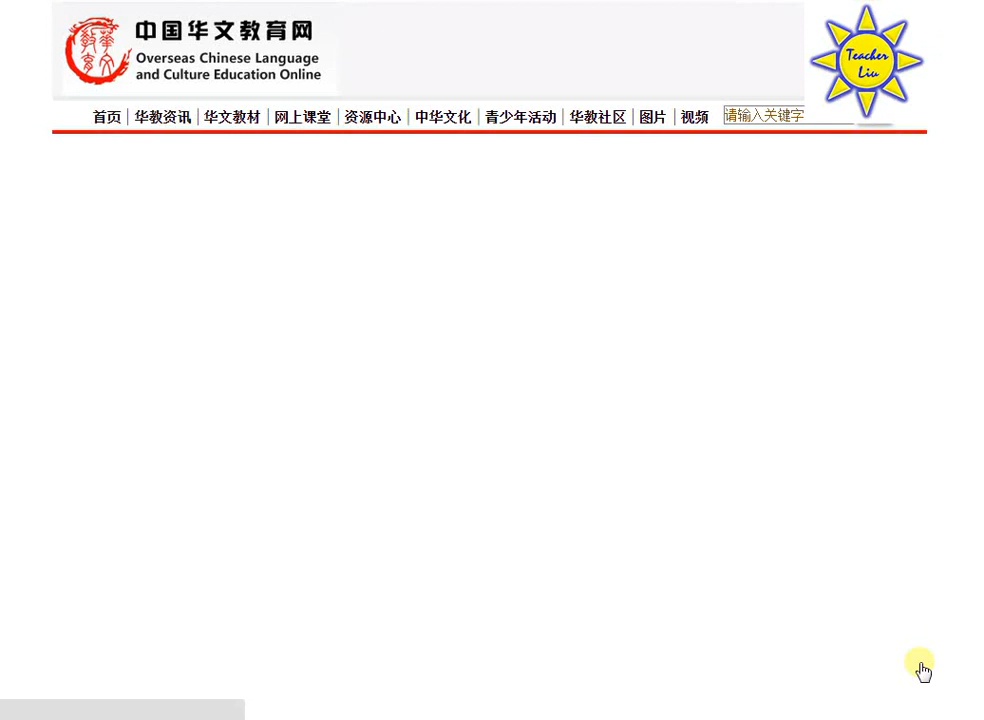 中国华文教育网
Overseas Chinese Language
and Culture Education Online
Teacher
Liu
首页 | 华教资讯 | 华文教材 | 网上课堂 | 资源中心 | 中华文化 | 青少年活动 | 华教社区 | 图片 | 视频 请输入关键字